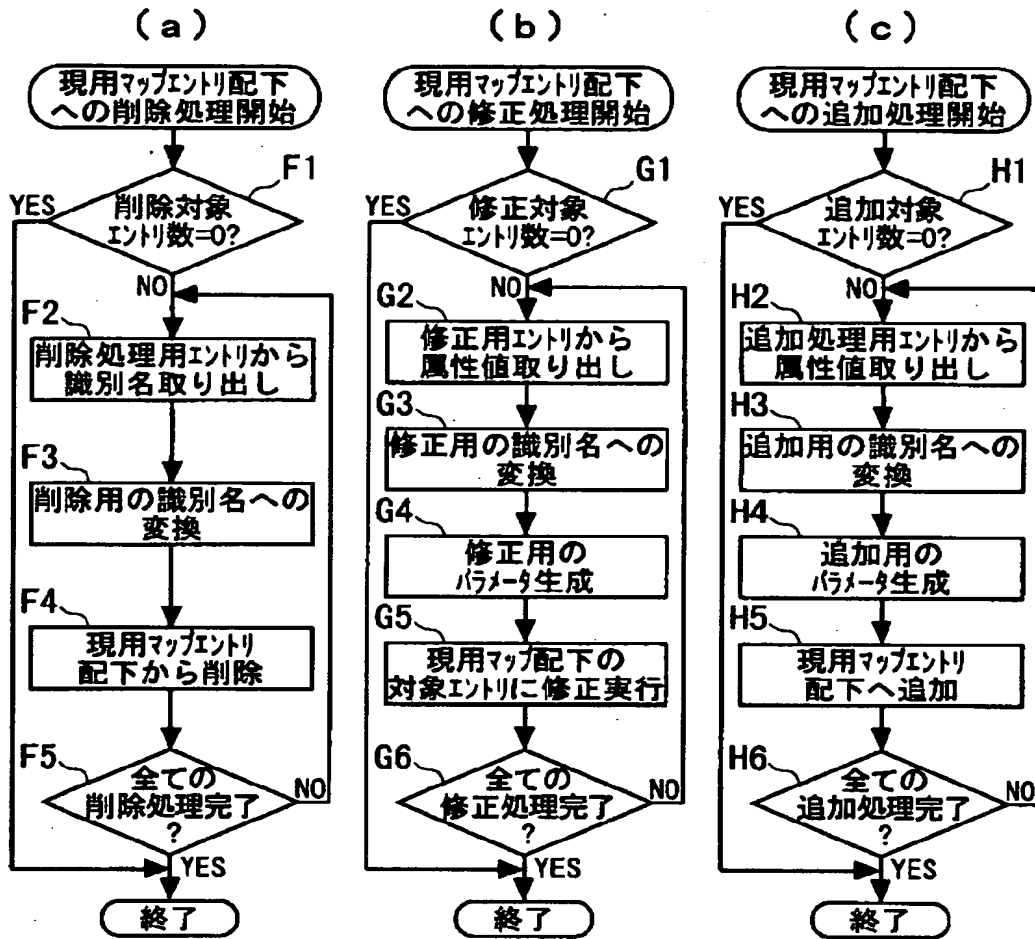 (a)
現用マップエントリ配下
への削除処理開始
F1
YES
削除対象
エントリ数=0?
NO
F2
削除処理用エントリから
識別名取り出し
F3
削除用の識別名への
変換
F4
現用マップエントリ
配下から削除
F5
全ての
削除処理完了
?
NO
YES
終了
(b)
現用マップエントリ配下
への修正処理開始
G1
YES
修正対象
エントリ数=0?
NO
G2
修正用エントリから
属性値取り出し
G3
修正用の識別名への
変換
G4
修正用の
パラメータ生成
G5
現用マップ配下の
対象エントリに修正実行
G6
全ての
修正処理完了
?
NO
YES
終了
(c)
現用マップエントリ配下
への追加処理開始
H1
YES
追加対象
エントリ数=0?
NO
H2
追加処理用エントリから
属性値取り出し
H3
追加用の識別名への
変換
H4
追加用の
パラメータ生成
H5
現用マップエントリ
配下へ追加
H6
全ての
追加処理完了
?
NO
YES
終了